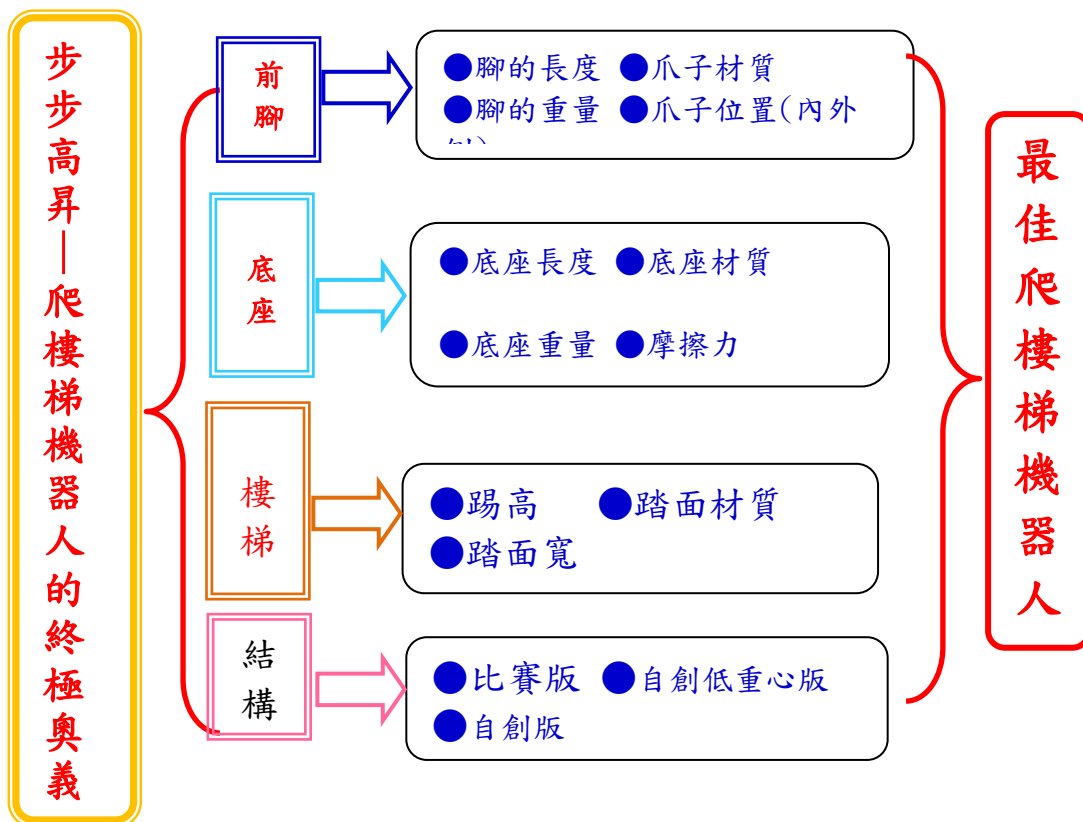 步步高昇—爬樓梯機器人的終極奧義
前腳
●腳的長度 ●爪子材質
●腳的重量 ●爪子位置(內外
底座
●底座長度 ●底座材質
●底座重量 ●摩擦力
樓梯
●踢高 ●踏面材質
●踏面寬
結構
●比賽版 ●自創低重心版
●自創版
最佳爬樓梯機器人